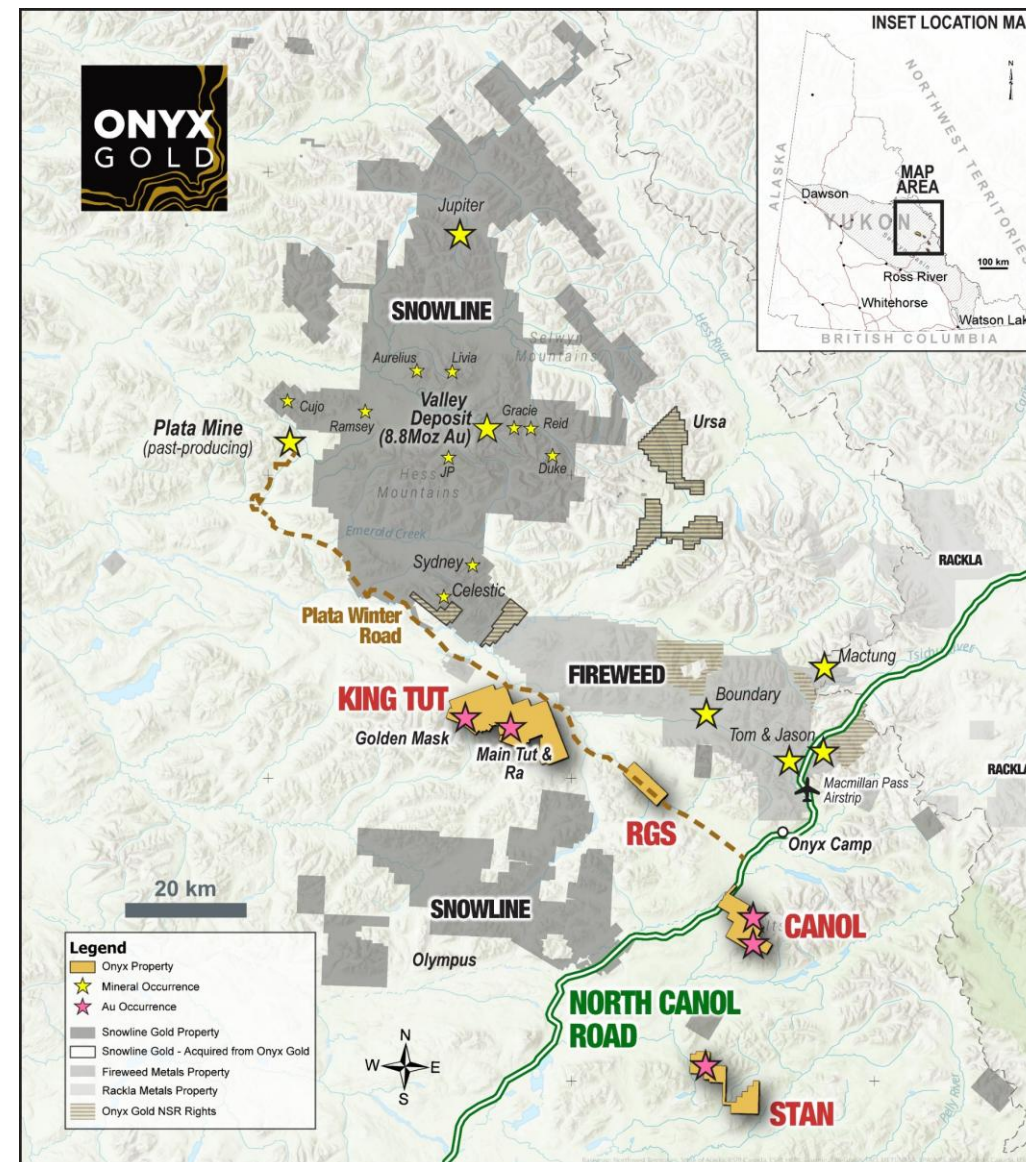 ONYX
GOLD
INSET LOCATION MA
N
NORTHWEST TERRITORIES
ALASKA
Dawson
MAP
AREA
YUKON
100 km
Ross River
Whitehorse
Watson Lak
BRITISH COLUMBIA
Jupiter
SNOWLINE
Hess River
Selwyn
Mountains
Aurelius
Livia
Cujo
Ramsey
Valley
Deposit
(8.8Moz Au)
Gracie
Reid
Ursa
Plata Mine
(past-producing)
JP
Duke
Hess
Mountains
Emerald Creek
RACKLA
Sydney
Celestic
Plata Winter
Road
FIREWEED
Mactung
KING TUT
Boundary
Golden Mask
Main Tut &
Ra
Tom & Jason
RACKL
Macmillan Pass
Airstrip
RGS
Onyx Camp
20 km
SNOWLINE
CANOL
Olympus
NORTH CANOL
ROAD
Legend
Onyx Property
Mineral Occurrence
Au Occurrence
Snowline Gold Property
Snowline Gold - Acquired from Onyx Gold
Fireweed Metals Property
Rackla Metals Property
Onyx Gold NSR Rights
N
W
E
S
STAN
Pelly River